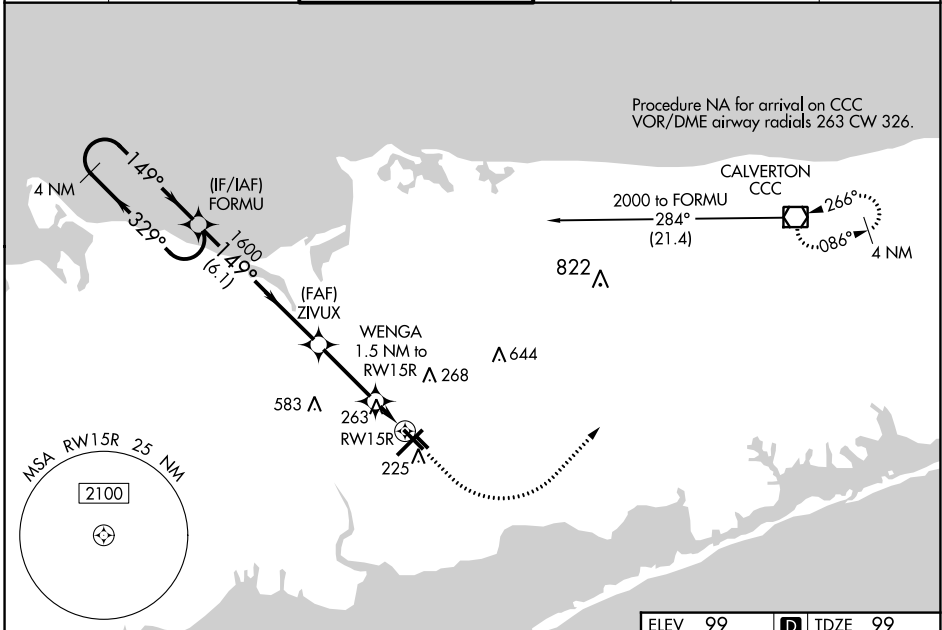 Procedure NA for arrival on CCC
VOR/DME airway radials 263 CW 326.
CALVERTON
CCC
2000 to FORMU
284°
(21.4)
266°
086°
4 NM
149°
4 NM
329°
(IF/IAF)
FORMU
1600
149°
(6.1)
822
(FAF)
ZIVUX
WENGA
1.5 NM to
RW15R
268
644
583
263
RW15R
225
MSA RW15R 25 NM
2100
ELEV 99 D TDZE 99